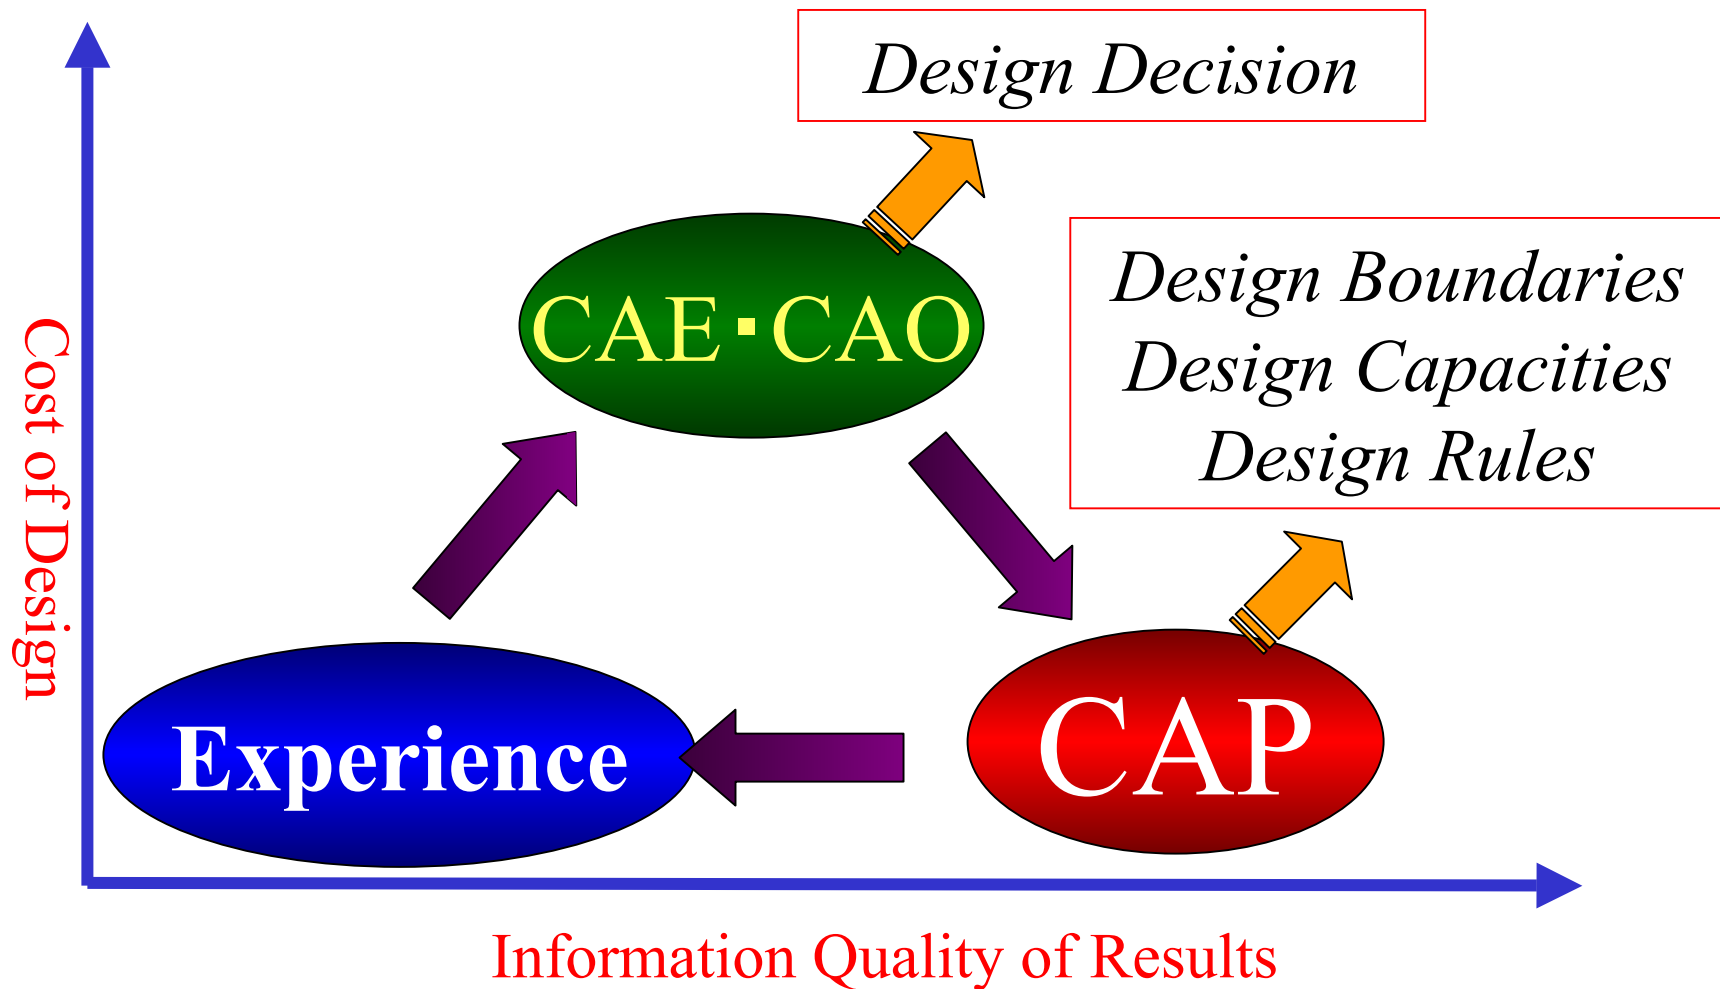 Design Decision
CAE▪CAO
Design Boundaries
Design Capacities
Design Rules
Cost of Design
Experience
CAP
Information Quality of Results